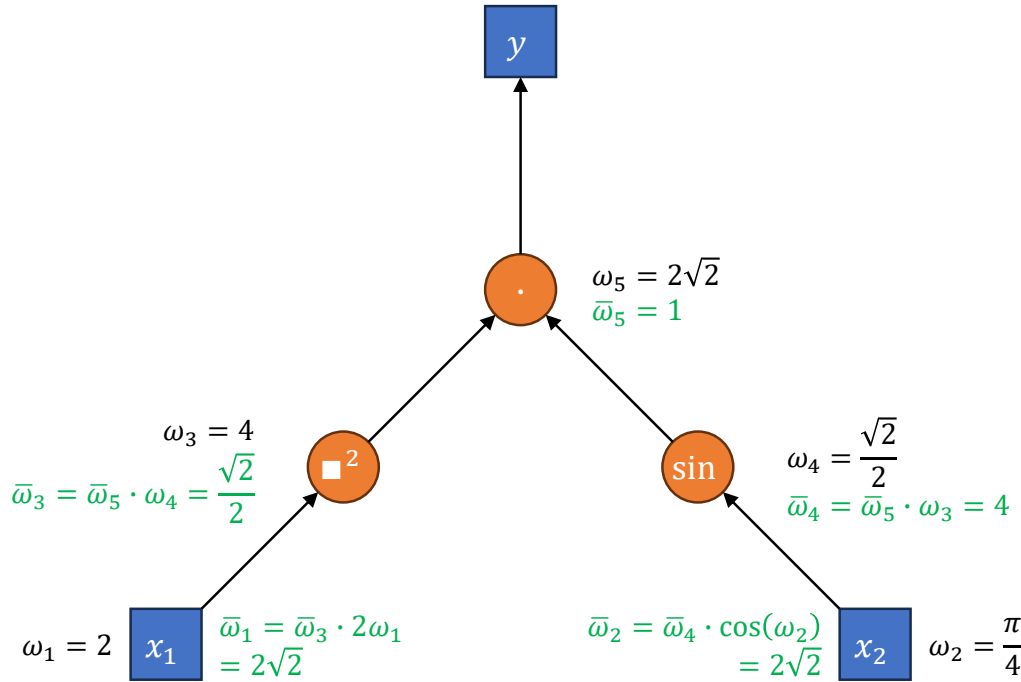 y
·
ω₅ = 2√2
ω̅₅ = 1
ω₃ = 4
ω̅₃ = ω̅₅ · ω₄ = √2/2
■²
sin
ω₄ = √2/2
ω̅₄ = ω̅₅ · ω₃ = 4
ω₁ = 2
x₁
ω̅₁ = ω̅₃ · 2ω₁
= 2√2
ω̅₂ = ω̅₄ · cos(ω₂)
= 2√2
x₂
ω₂ = π/4